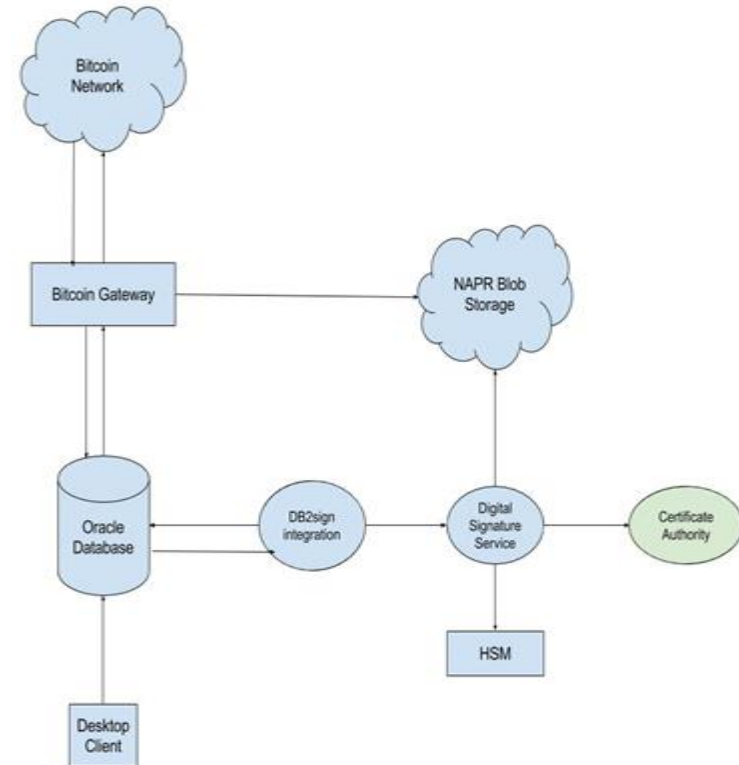 Bitcoin
Network
Bitcoin Gateway
NAPR Blob
Storage
Oracle
Database
DB2sign
integration
Digital
Signature
Service
Certificate
Authority
HSM
Desktop
Client